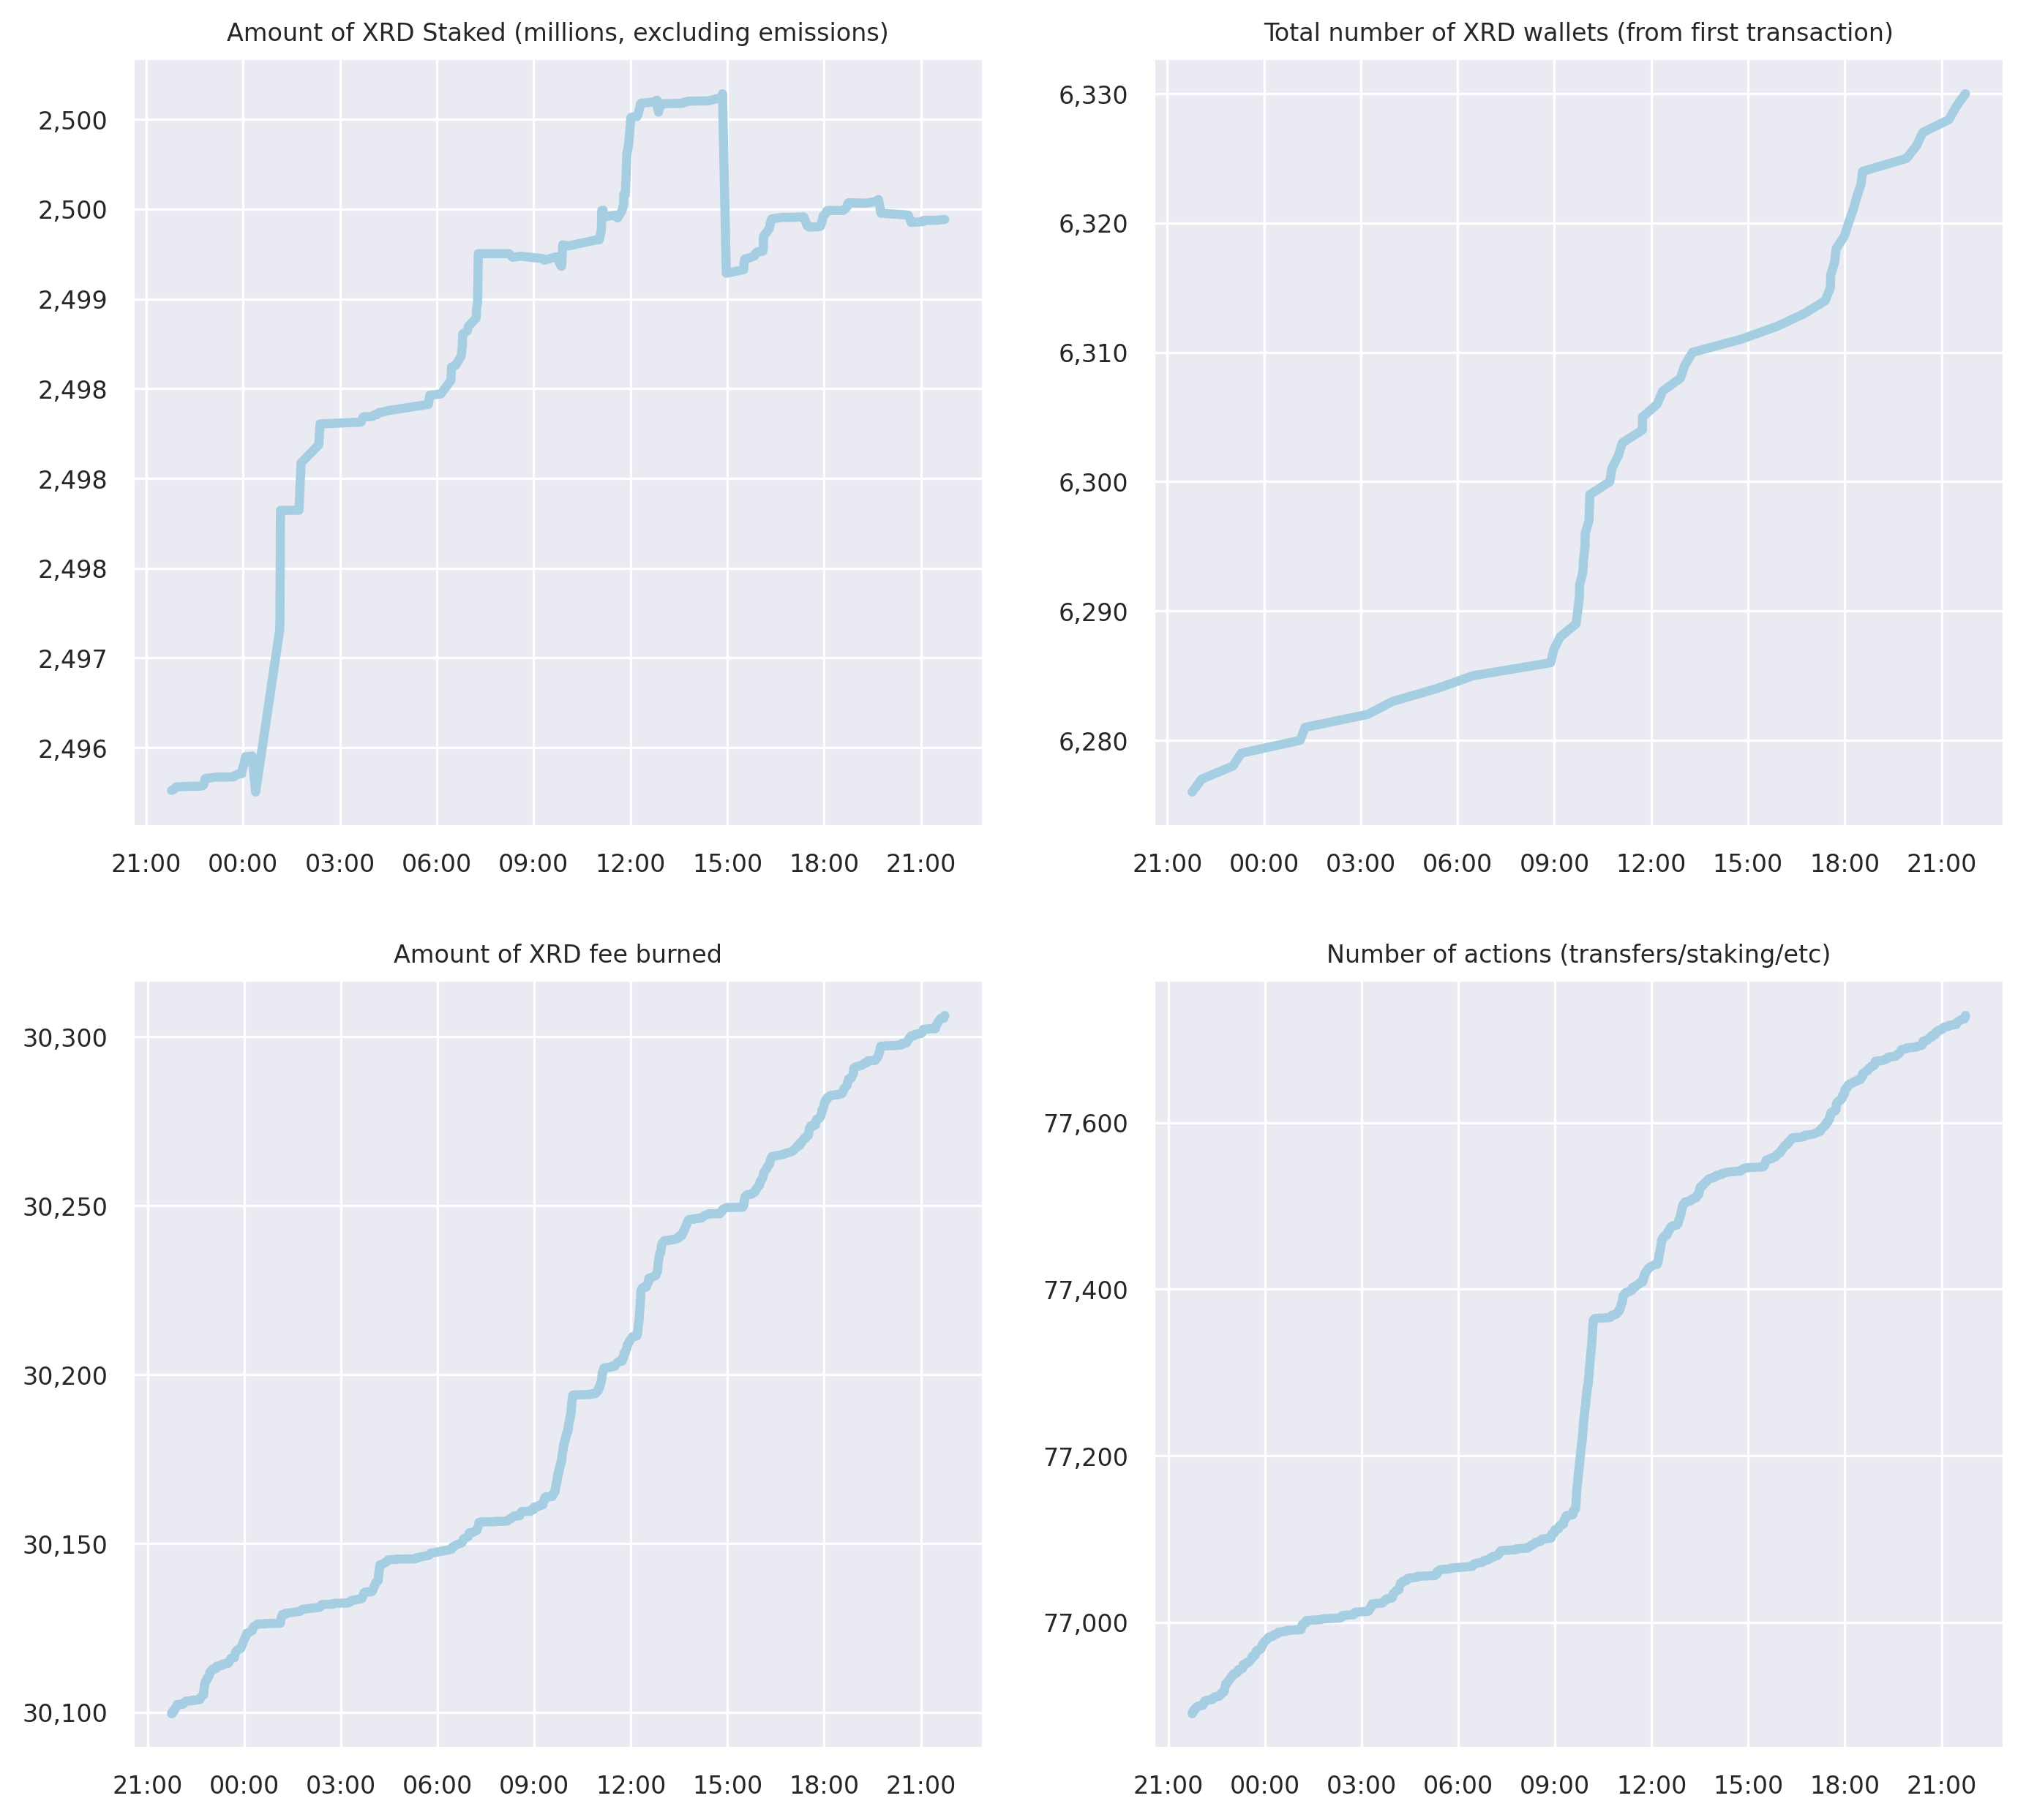 Amount of XRD Staked (millions, excluding emissions)
2,500
2,500
2,499
2,498
2,498
2,498
2,497
2,496
21:00 00:00 03:00 06:00 09:00 12:00 15:00 18:00 21:00
Total number of XRD wallets (from first transaction)
6,330
6,320
6,310
6,300
6,290
6,280
21:00 00:00 03:00 06:00 09:00 12:00 15:00 18:00 21:00
Amount of XRD fee burned
30,300
30,250
30,200
30,150
30,100
21:00 00:00 03:00 06:00 09:00 12:00 15:00 18:00 21:00
Number of actions (transfers/staking/etc)
77,600
77,400
77,200
77,000
21:00 00:00 03:00 06:00 09:00 12:00 15:00 18:00 21:00